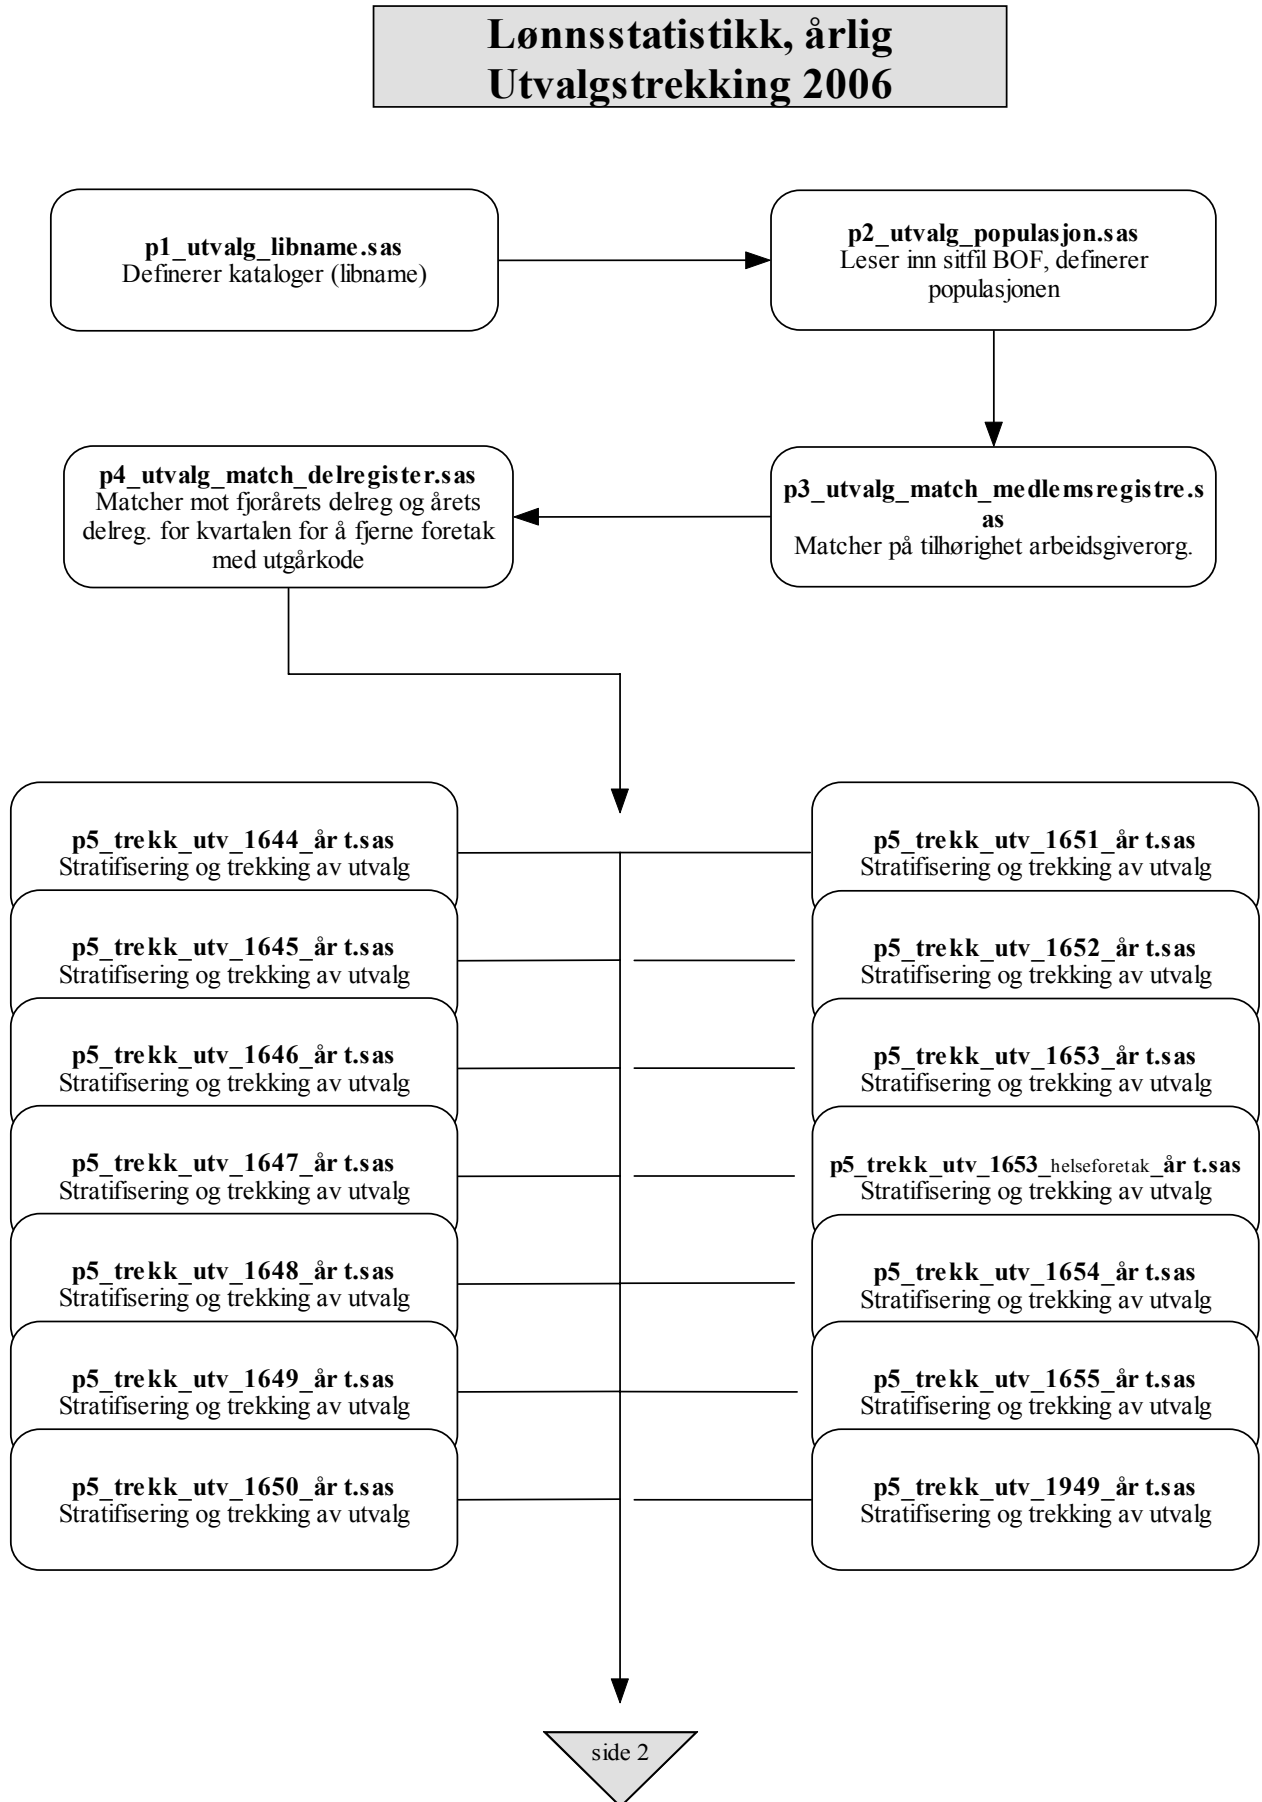 Lønnsstatistikk, årlig
Utvalgstrekking 2006
p1_utvalg_libname.sas
Definerer kataloger (libname)
p2_utvalg_populasjon.sas
Leser inn sitfil BOF, definerer
populasjonen
p3_utvalg_match_medlemsregistre.s
as
Matcher på tilhørighet arbeidsgiverorg.
p4_utvalg_match_delregister.sas
Matcher mot fjorårets delreg og årets
delreg. for kvartalen for å fjerne foretak
med utgårkode
p5_trekk_utv_1644_år t.sas
Stratifisering og trekking av utvalg
p5_trekk_utv_1645_år t.sas
Stratifisering og trekking av utvalg
p5_trekk_utv_1646_år t.sas
Stratifisering og trekking av utvalg
p5_trekk_utv_1647_år t.sas
Stratifisering og trekking av utvalg
p5_trekk_utv_1648_år t.sas
Stratifisering og trekking av utvalg
p5_trekk_utv_1649_år t.sas
Stratifisering og trekking av utvalg
p5_trekk_utv_1650_år t.sas
Stratifisering og trekking av utvalg
p5_trekk_utv_1651_år t.sas
Stratifisering og trekking av utvalg
p5_trekk_utv_1652_år t.sas
Stratifisering og trekking av utvalg
p5_trekk_utv_1653_år t.sas
Stratifisering og trekking av utvalg
p5_trekk_utv_1653_helseforetak_år t.sas
Stratifisering og trekking av utvalg
p5_trekk_utv_1654_år t.sas
Stratifisering og trekking av utvalg
p5_trekk_utv_1655_år t.sas
Stratifisering og trekking av utvalg
p5_trekk_utv_1949_år t.sas
Stratifisering og trekking av utvalg
side 2